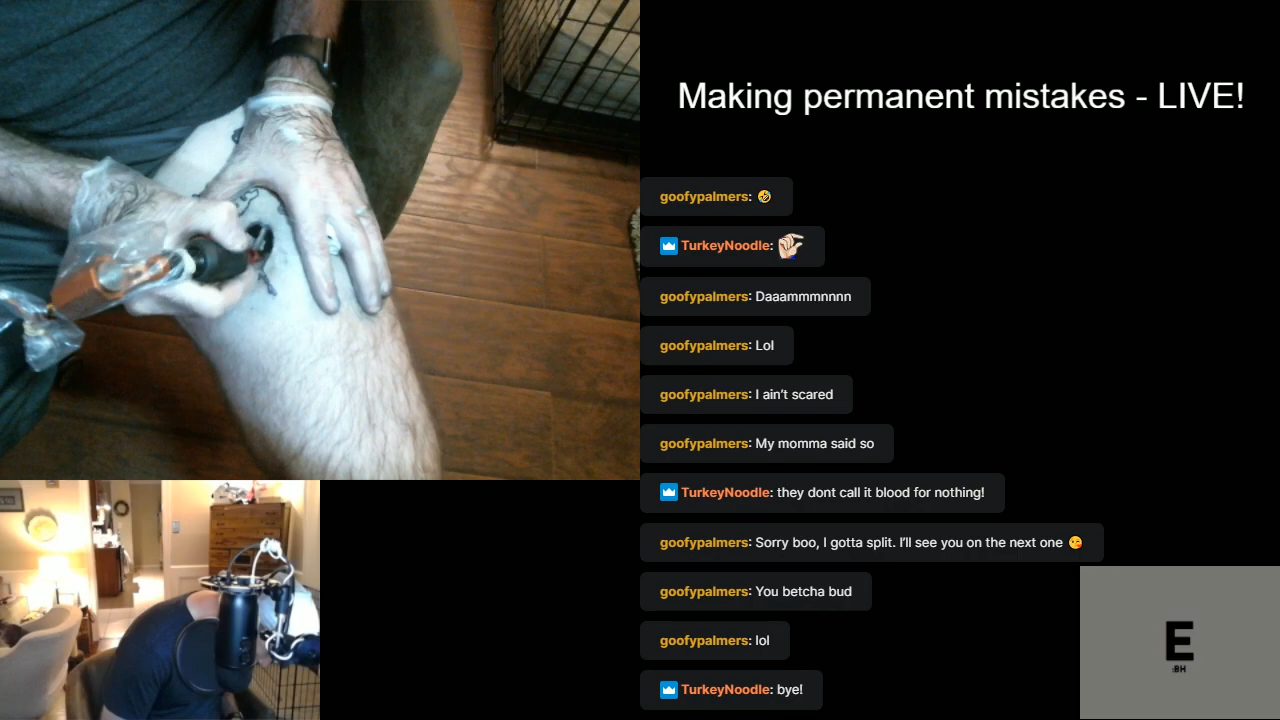 Making permanent mistakes - LIVE!
goofypalmers: 🤣
TurkeyNoodle:
goofypalmers: Daaammmnnnn
goofypalmers: Lol
goofypalmers: I ain't scared
goofypalmers: My momma said so
TurkeyNoodle: they dont call it blood for nothing!
goofypalmers: Sorry boo, I gotta split. I'll see you on the next one 😘
goofypalmers: You betcha bud
goofypalmers: lol
TurkeyNoodle: bye!
E
:BH